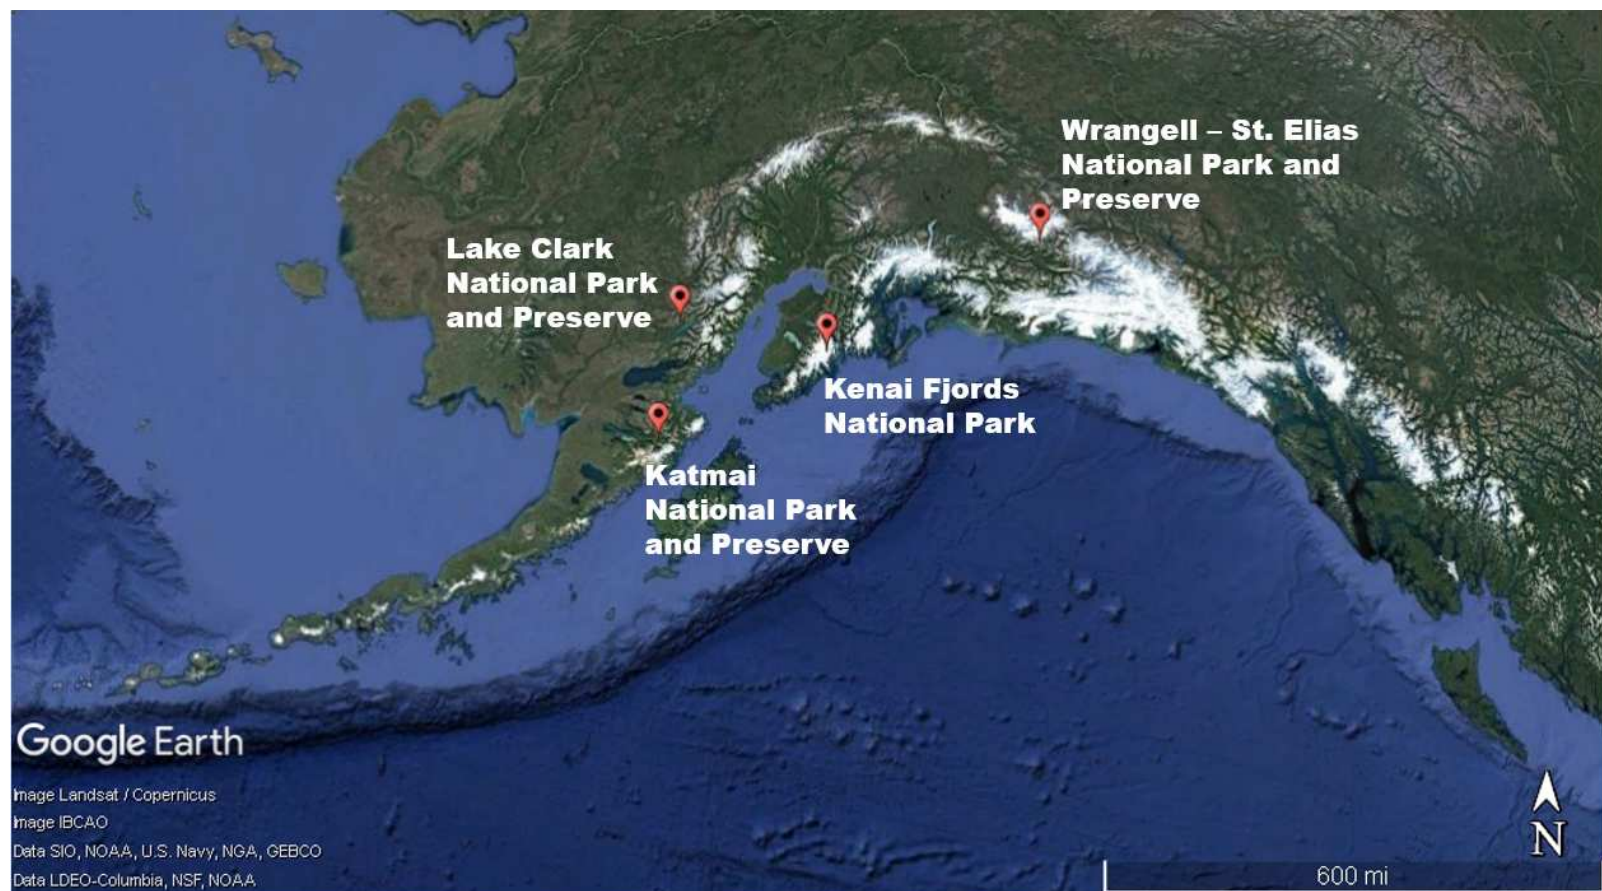 Wrangell – St. Elias
National Park and
Preserve
Lake Clark
National Park
and Preserve
Kenai Fjords
National Park
Katmai
National Park
and Preserve
Google Earth
Image Landsat / Copernicus
Image IBCAO
Data SIO, NOAA, U.S. Navy, NGA, GEBCO
Data LDEO-Columbia, NSF, NOAA
N
600 mi